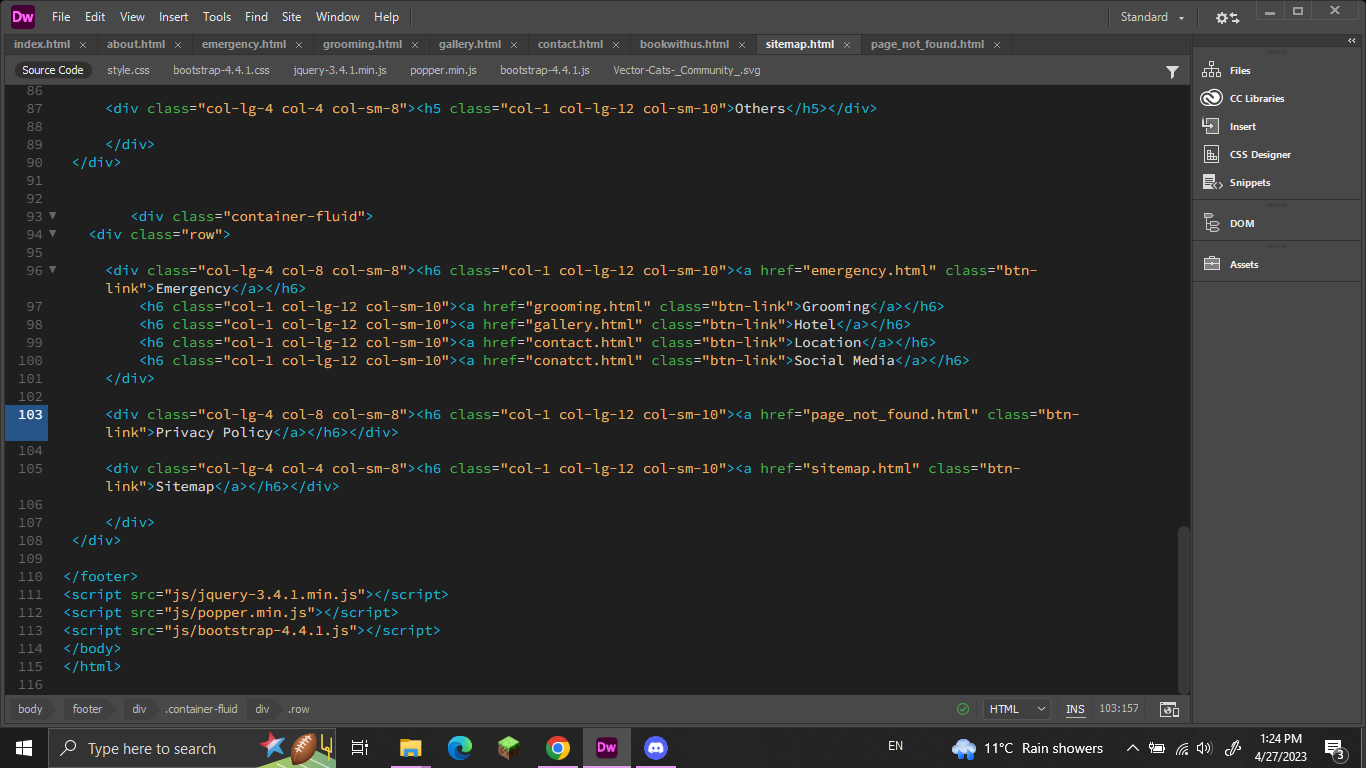 Dw File Edit View Insert Tools Find Site Window Help Standard
index.html about.html emergency.html grooming.html gallery.html contact.html bookwithus.html sitemap.html page_not_found.html
Source Code style.css bootstrap-4.4.1.css jquery-3.4.1.min.js popper.min.js bootstrap-4.4.1.js Vector-Cats-_Community_.svg
86
87 <div class="col-lg-4 col-4 col-sm-8"><h5 class="col-1 col-lg-12 col-sm-10">Others</h5></div>
88
89 </div>
90 </div>
91
92
93 <div class="container-fluid">
94 <div class="row">
95
96 <div class="col-lg-4 col-8 col-sm-8"><h6 class="col-1 col-lg-12 col-sm-10"><a href="emergency.html" class="btn-
link">Emergency</a></h6>
97 <h6 class="col-1 col-lg-12 col-sm-10"><a href="grooming.html" class="btn-link">Grooming</a></h6>
98 <h6 class="col-1 col-lg-12 col-sm-10"><a href="gallery.html" class="btn-link">Hotel</a></h6>
99 <h6 class="col-1 col-lg-12 col-sm-10"><a href="contact.html" class="btn-link">Location</a></h6>
100 <h6 class="col-1 col-lg-12 col-sm-10"><a href="conatct.html" class="btn-link">Social Media</a></h6>
101 </div>
102
103 <div class="col-lg-4 col-8 col-sm-8"><h6 class="col-1 col-lg-12 col-sm-10"><a href="page_not_found.html" class="btn-
link">Privacy Policy</a></h6></div>
104
105 <div class="col-lg-4 col-4 col-sm-8"><h6 class="col-1 col-lg-12 col-sm-10"><a href="sitemap.html" class="btn-
link">Sitemap</a></h6></div>
106
107 </div>
108 </div>
109
110 </footer>
111 <script src="js/jquery-3.4.1.min.js"></script>
112 <script src="js/popper.min.js"></script>
113 <script src="js/bootstrap-4.4.1.js"></script>
114 </body>
115 </html>
116
Files
CC Libraries
Insert
CSS Designer
Snippets
DOM
Assets
body footer div .container-fluid div .row HTML INS 103:157
Type here to search Dw EN 11°C Rain showers 1:24 PM
4/27/2023 3